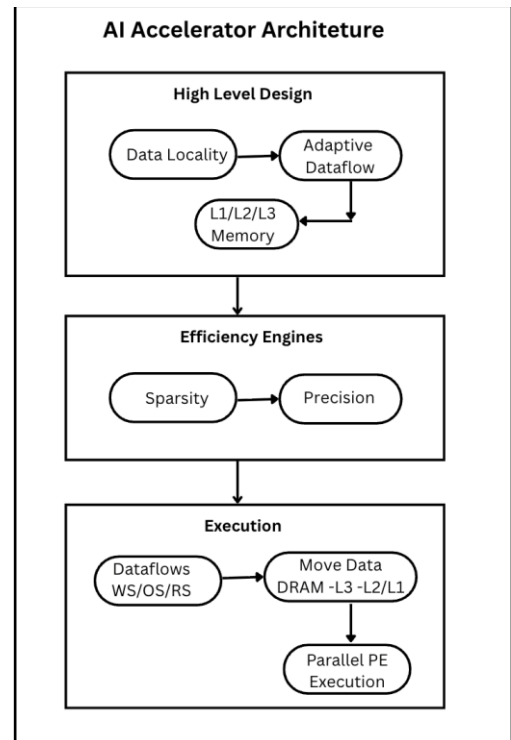 AI Accelerator Architeture
High Level Design
Data Locality
Adaptive
Dataflow
L1/L2/L3
Memory
Efficiency Engines
Sparsity
Precision
Execution
Dataflows
WS/OS/RS
Move Data
DRAM -L3 -L2/L1
Parallel PE
Execution